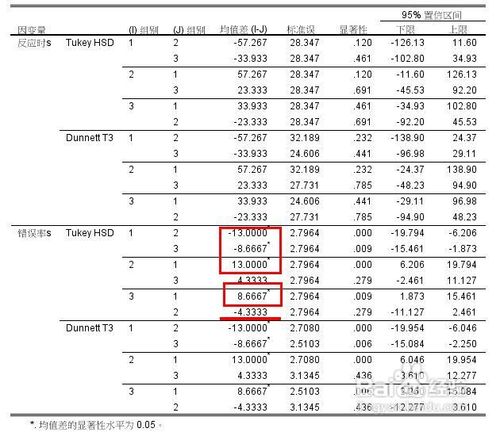 95% 置信区间
因变量 (I) 组别 (J) 组别 均值差 (I-J) 标准误 显著性 下限 上限
反应时s Tukey HSD 1 2 -57.267 28.347 .120 -126.13 11.60
3 -33.933 28.347 .461 -102.80 34.93
2 1 57.267 28.347 .120 -11.60 126.13
3 23.333 28.347 .691 -45.53 92.20
3 1 33.933 28.347 .461 -34.93 102.80
2 -23.333 28.347 .691 -92.20 45.53
Dunnett T3 1 2 -57.267 32.189 .232 -138.90 24.37
3 -33.933 24.606 .441 -96.98 29.11
2 1 57.267 32.189 .232 -24.37 138.90
3 23.333 27.731 .785 -48.23 94.90
3 1 33.933 24.606 .441 -29.11 96.98
2 -23.333 27.731 .785 -94.90 48.23
错误率s Tukey HSD 1 2 -13.0000* 2.7964 .000 -19.794 -6.206
3 -8.6667* 2.7964 .009 -15.461 -1.873
2 1 13.0000* 2.7964 .000 6.206 19.794
3 4.3333 2.7964 .279 -2.461 11.127
3 1 8.6667* 2.7964 .009 1.873 15.461
2 -4.3333 2.7964 .279 -11.127 2.461
Dunnett T3 1 2 -13.0000* 2.7080 .000 -19.954 -6.046
3 -8.6667* 2.5103 .006 -15.084 -2.250
2 1 13.0000* 2.7080 .000 6.046 19.954
3 4.3333 3.1345 .436 -3.610 12.277
3 1 8.6667* 2.5103 .006 15.084
2 -4.3333 3.1345 .436 -12.277 3.610
*. 均值差的显著性水平为 0.05。